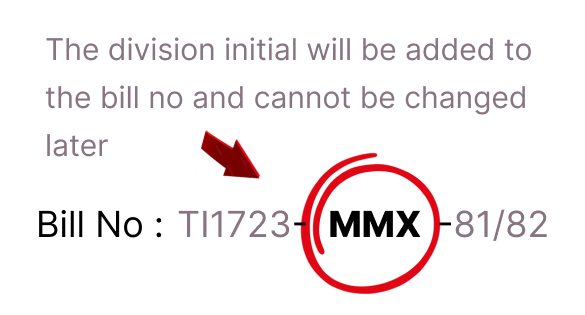 The division initial will be added to
the bill no and cannot be changed
later
Bill No : TI1723-MMX-81/82